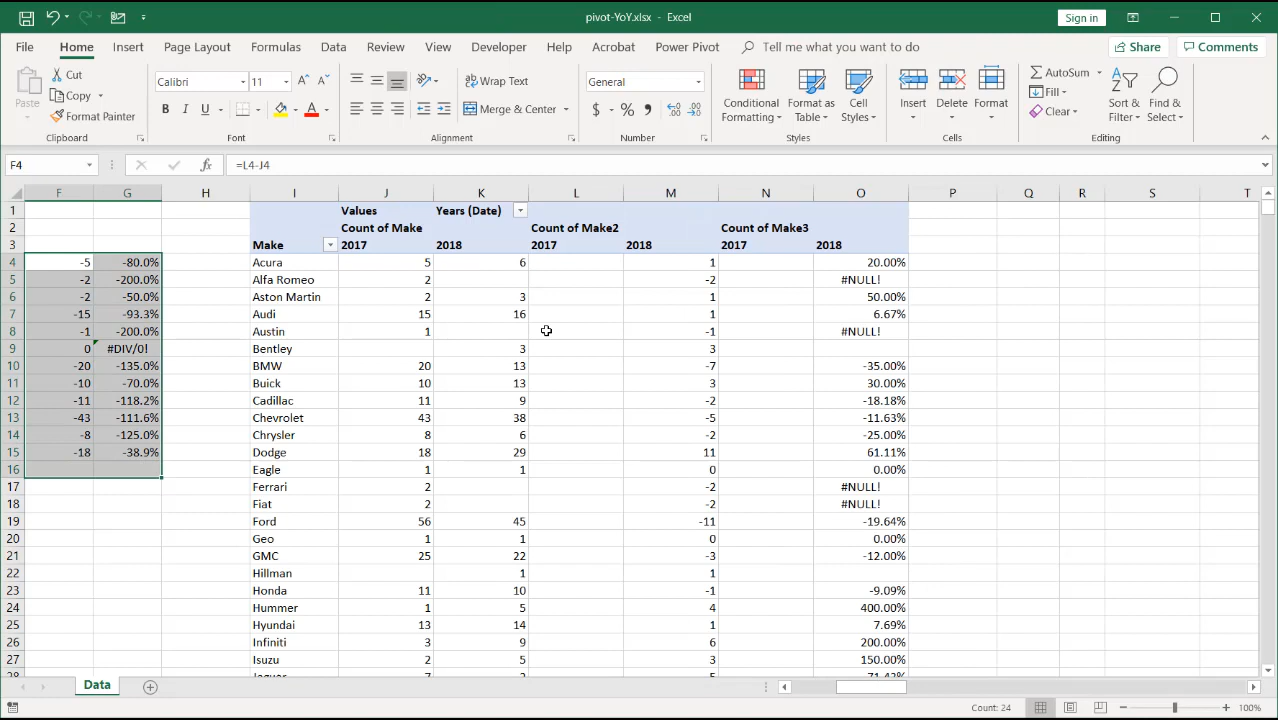 pivot-YoY.xlsx - Excel
Sign in
File Home Insert Page Layout Formulas Data Review View Developer Help Acrobat Power Pivot Tell me what you want to do Share Comments
Paste
Cut
Copy
Format Painter
Clipboard
Calibri 11
B I U A
Font
Wrap Text
Merge & Center
Alignment
General
$ % ,
Number
Conditional Formatting
Format as Table
Cell Styles
Styles
Insert Delete Format
Cells
AutoSum
Fill
Clear
Sort & Filter
Find & Select
Editing
F4 fx =L4-J4
F G H I J K L M N O P Q R S T
1 Values Years (Date)
2 Count of Make Count of Make2 Count of Make3
3 Make 2017 2018 2017 2018 2017 2018
4 -5 -80.0% Acura 5 6 1 20.00%
5 -2 -200.0% Alfa Romeo 2 -2 #NULL!
6 -2 -50.0% Aston Martin 2 3 1 50.00%
7 -15 -93.3% Audi 15 16 1 6.67%
8 -1 -200.0% Austin 1 -1 #NULL!
9 0 #DIV/0! Bentley 3 3
10 -20 -135.0% BMW 20 13 -7 -35.00%
11 -10 -70.0% Buick 10 13 3 30.00%
12 -11 -118.2% Cadillac 11 9 -2 -18.18%
13 -43 -111.6% Chevrolet 43 38 -5 -11.63%
14 -8 -125.0% Chrysler 8 6 -2 -25.00%
15 -18 -38.9% Dodge 18 29 11 61.11%
16 Eagle 1 1 0 0.00%
17 Ferrari 2 -2 #NULL!
18 Fiat 2 -2 #NULL!
19 Ford 56 45 -11 -19.64%
20 Geo 1 1 0 0.00%
21 GMC 25 22 -3 -12.00%
22 Hillman 1 1
23 Honda 11 10 -1 -9.09%
24 Hummer 1 5 4 400.00%
25 Hyundai 13 14 1 7.69%
26 Infiniti 3 9 6 200.00%
27 Isuzu 2 5 3 150.00%
Data
Count: 24 100%